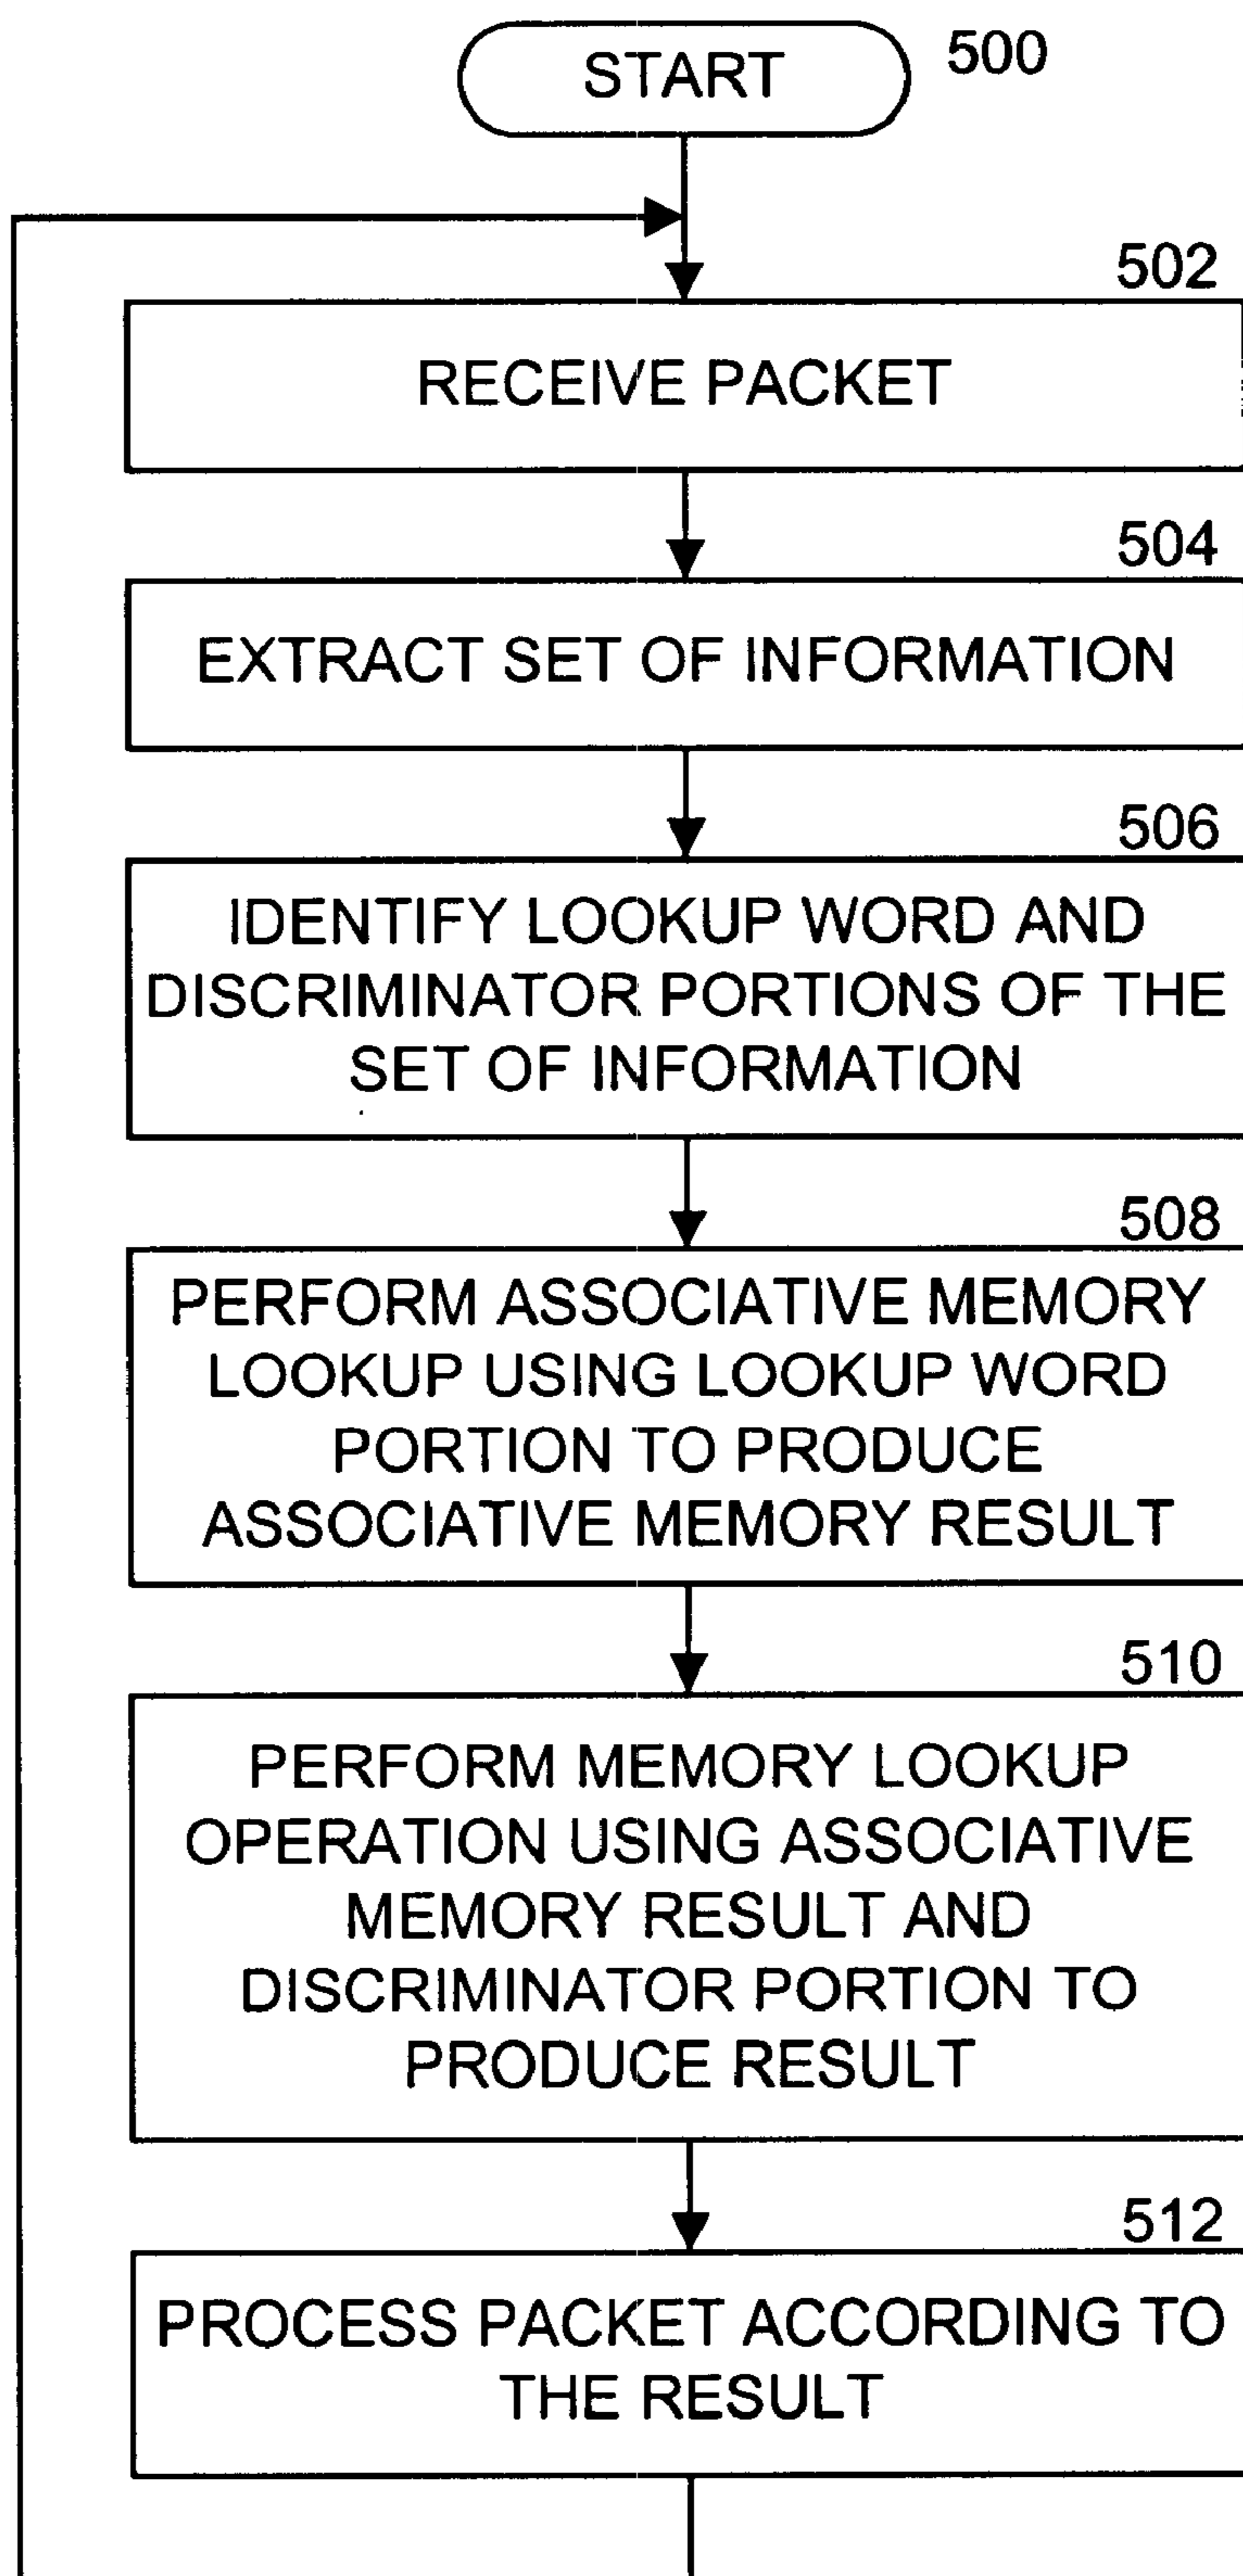 START
500
502
RECEIVE PACKET
504
EXTRACT SET OF INFORMATION
506
IDENTIFY LOOKUP WORD AND
DISCRIMINATOR PORTIONS OF THE
SET OF INFORMATION
508
PERFORM ASSOCIATIVE MEMORY
LOOKUP USING LOOKUP WORD
PORTION TO PRODUCE
ASSOCIATIVE MEMORY RESULT
510
PERFORM MEMORY LOOKUP
OPERATION USING ASSOCIATIVE
MEMORY RESULT AND
DISCRIMINATOR PORTION TO
PRODUCE RESULT
512
PROCESS PACKET ACCORDING TO
THE RESULT